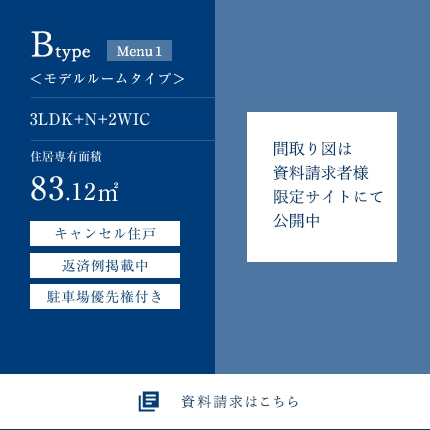 Btype Menu 1
＜モデルルームタイプ＞
3LDK+N+2WIC
住居専有面積
83.12㎡
キャンセル住戸
返済例掲載中
駐車場優先権付き
間取り図は
資料請求者様
限定サイトにて
公開中
資料請求はこちら